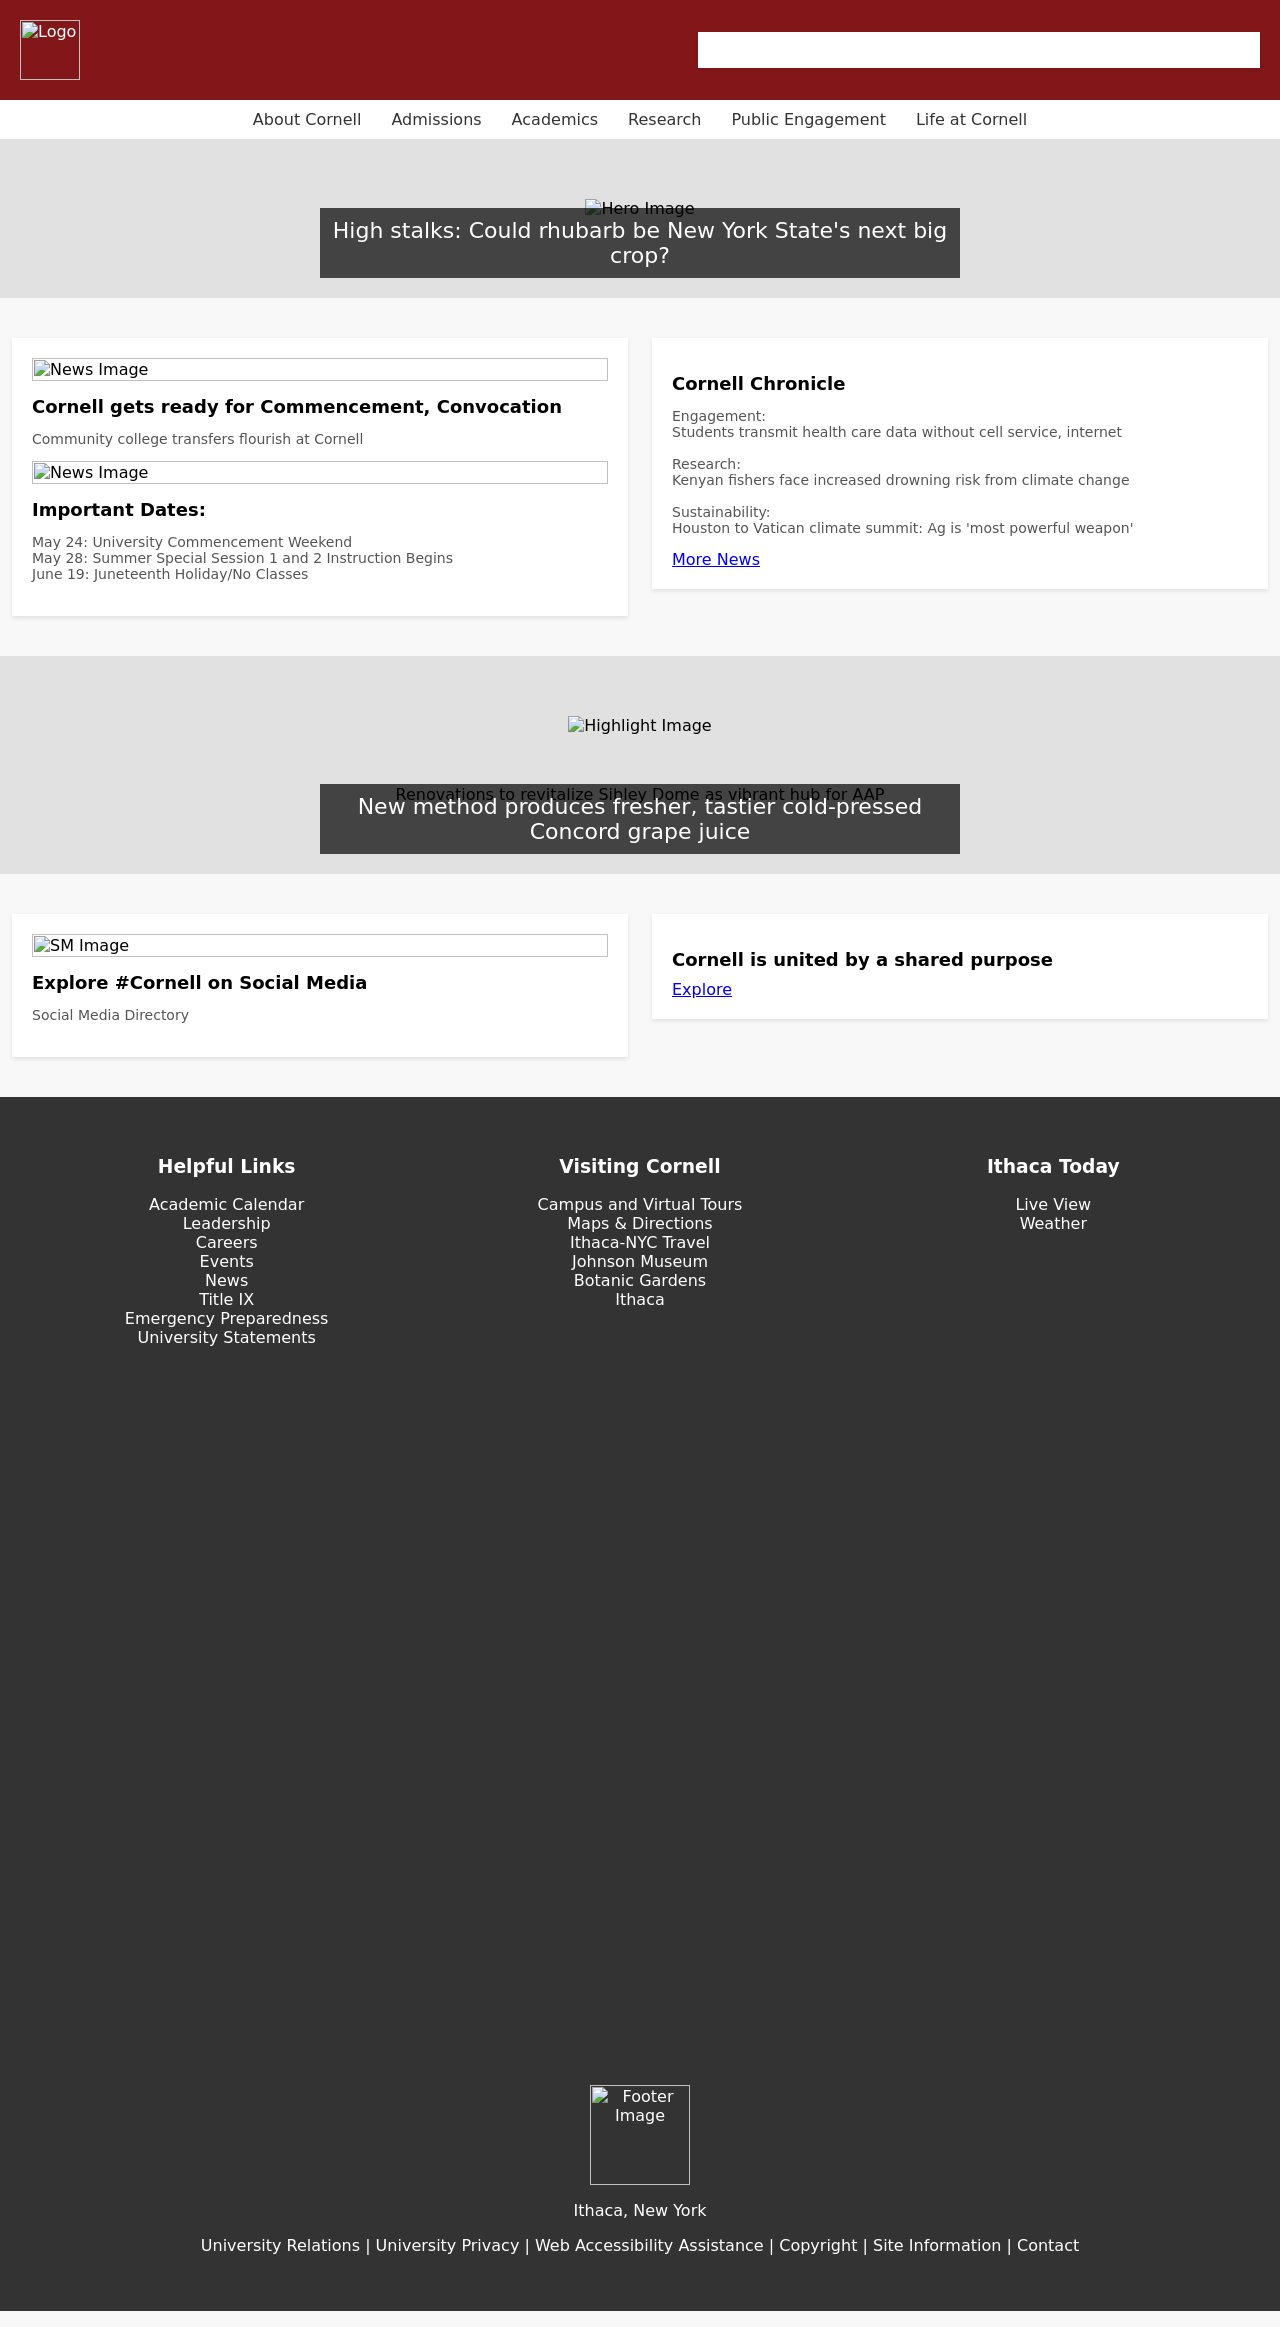 Logo
About Cornell Admissions Academics Research Public Engagement Life at Cornell
Hero Image
High stalks: Could rhubarb be New York State's next big
crop?
News Image
Cornell gets ready for Commencement, Convocation
Community college transfers flourish at Cornell
News Image
Important Dates:
May 24: University Commencement Weekend
May 28: Summer Special Session 1 and 2 Instruction Begins
June 19: Juneteenth Holiday/No Classes
Cornell Chronicle
Engagement:
Students transmit health care data without cell service, internet
Research:
Kenyan fishers face increased drowning risk from climate change
Sustainability:
Houston to Vatican climate summit: Ag is 'most powerful weapon'
More News
Highlight Image
Renovations to revitalize Sibley Dome as vibrant hub for AAP
New method produces fresher, tastier cold-pressed
Concord grape juice
SM Image
Explore #Cornell on Social Media
Social Media Directory
Cornell is united by a shared purpose
Explore
Helpful Links
Academic Calendar
Leadership
Careers
Events
News
Title IX
Emergency Preparedness
University Statements
Visiting Cornell
Campus and Virtual Tours
Maps & Directions
Ithaca-NYC Travel
Johnson Museum
Botanic Gardens
Ithaca
Ithaca Today
Live View
Weather
Footer
Image
Ithaca, New York
University Relations | University Privacy | Web Accessibility Assistance | Copyright | Site Information | Contact